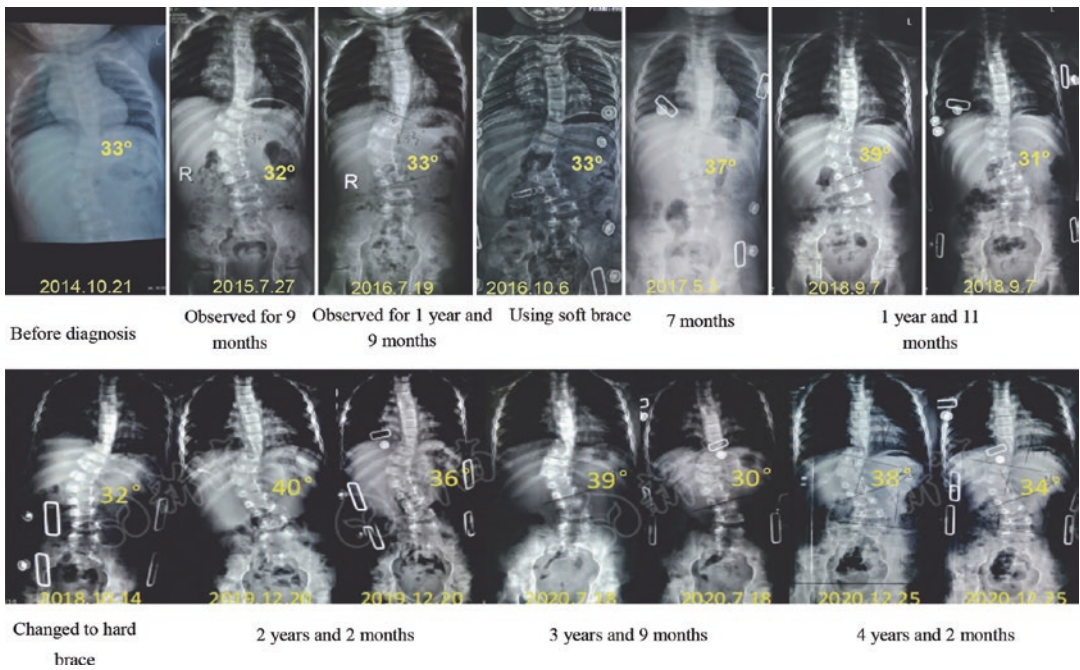 L
L
L
33°
32°
33°
33°
37°
39°
31°
R
R
2014.10.21
2015.7.27
2016.7.19
2016.10.6
2018.9.7
2018.9.7
Before diagnosis
Observed for 9
months
Observed for 1 year and
9 months
Using soft brace
7 months
1 year and 11
months
32°
40°
36°
39°
30°
38°
34°
2018.10.14
2019.12.20
2019.12.20
2020.7.18
2020.7.18
2020.12.25
2020.12.25
Changed to hard
brace
2 years and 2 months
3 years and 9 months
4 years and 2 months